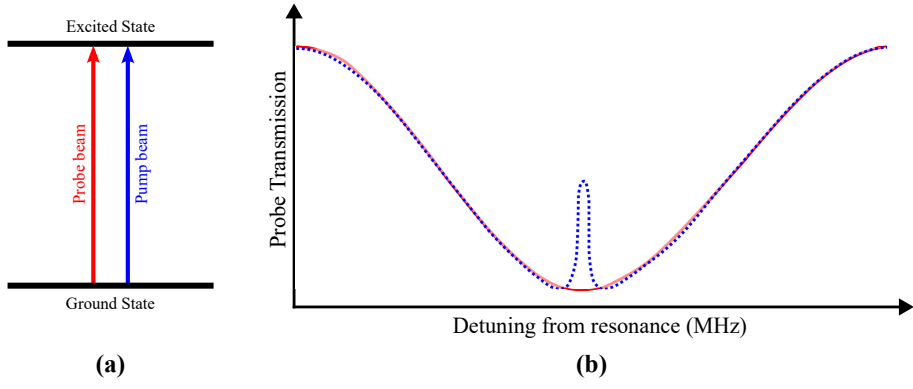 Excited State
Probe beam
Pump beam
Ground State
(a)
Probe Transmission
Detuning from resonance (MHz)
(b)